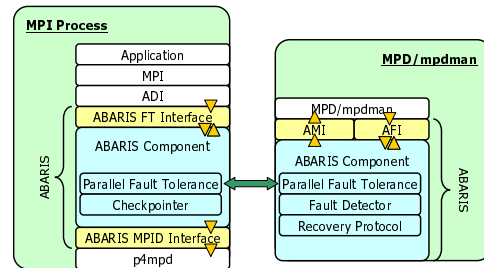 MPI Process
Application
MPI
ADI
ABARIS FT Interface
ABARIS Component
Parallel Fault Tolerance
Checkpointer
ABARIS MPID Interface
p4mpd
ABARIS
MPD/mpdman
MPD/mpdman
AMI
AFI
ABARIS Component
Parallel Fault Tolerance
Fault Detector
Recovery Protocol
ABARIS